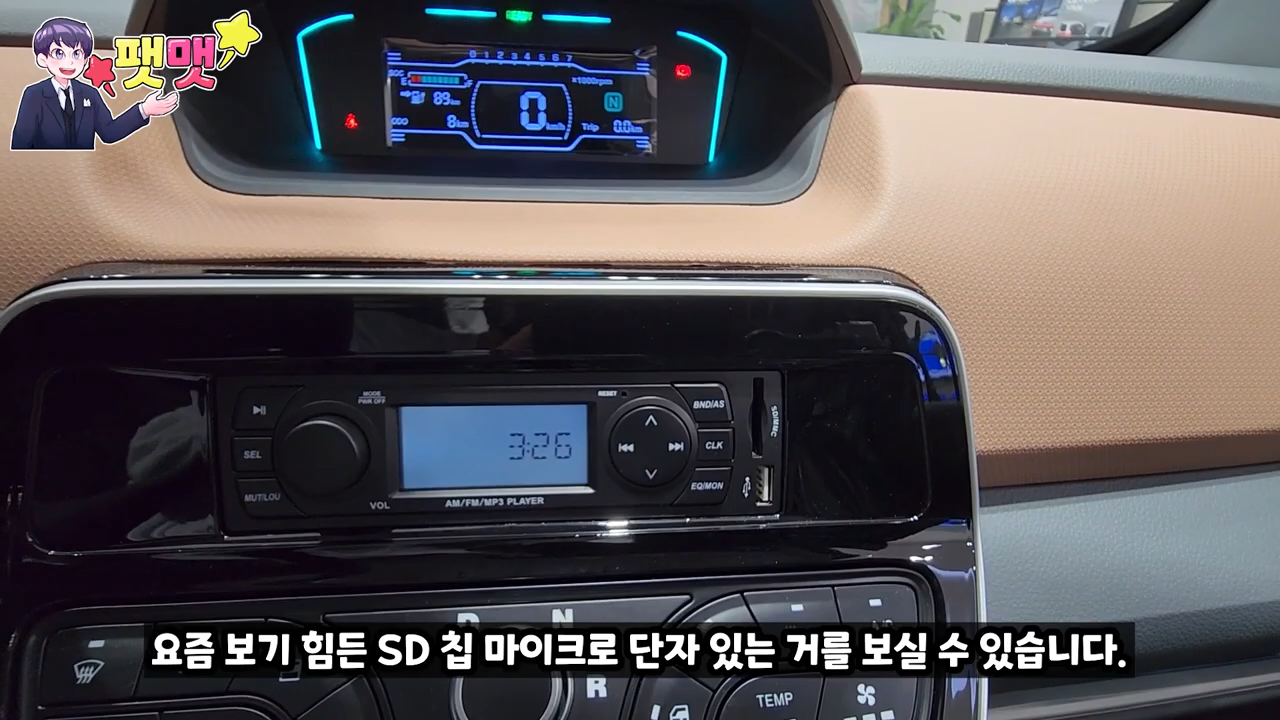 팻맷
READY
0 1 2 3 4 5 6 7
x1000rpm
SOC
E F
89km
0
km/h
N
ODO 8km
Trip 0.0km
MODE
PWR OFF
RESET
BND/AS
SD/MMC
SEL
3:26
CLK
MUT/LOU
EQ/MON
VOL
AM/FM/MP3 PLAYER
D N
요즘 보기 힘든 SD 칩 마이크로 단자 있는 거를 보실 수 있습니다.
R
TEMP